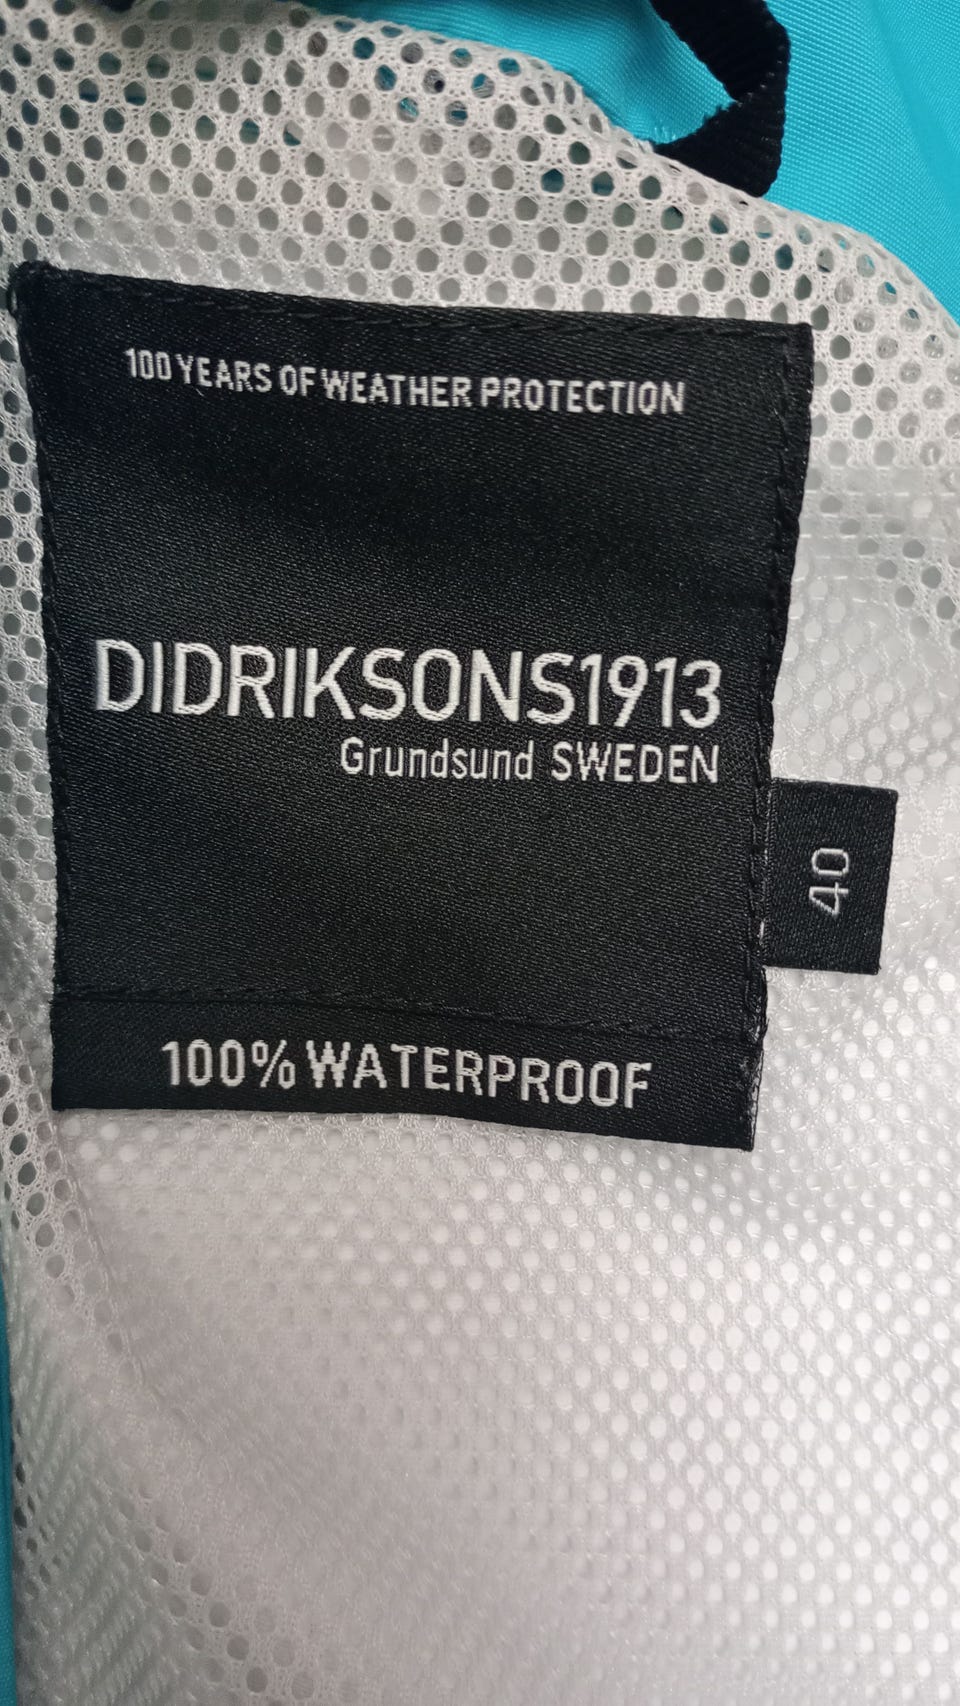 100 YEARS OF WEATHER PROTECTION
DIDRIKSONS1913
Grundsund SWEDEN
40
100% WATERPROOF